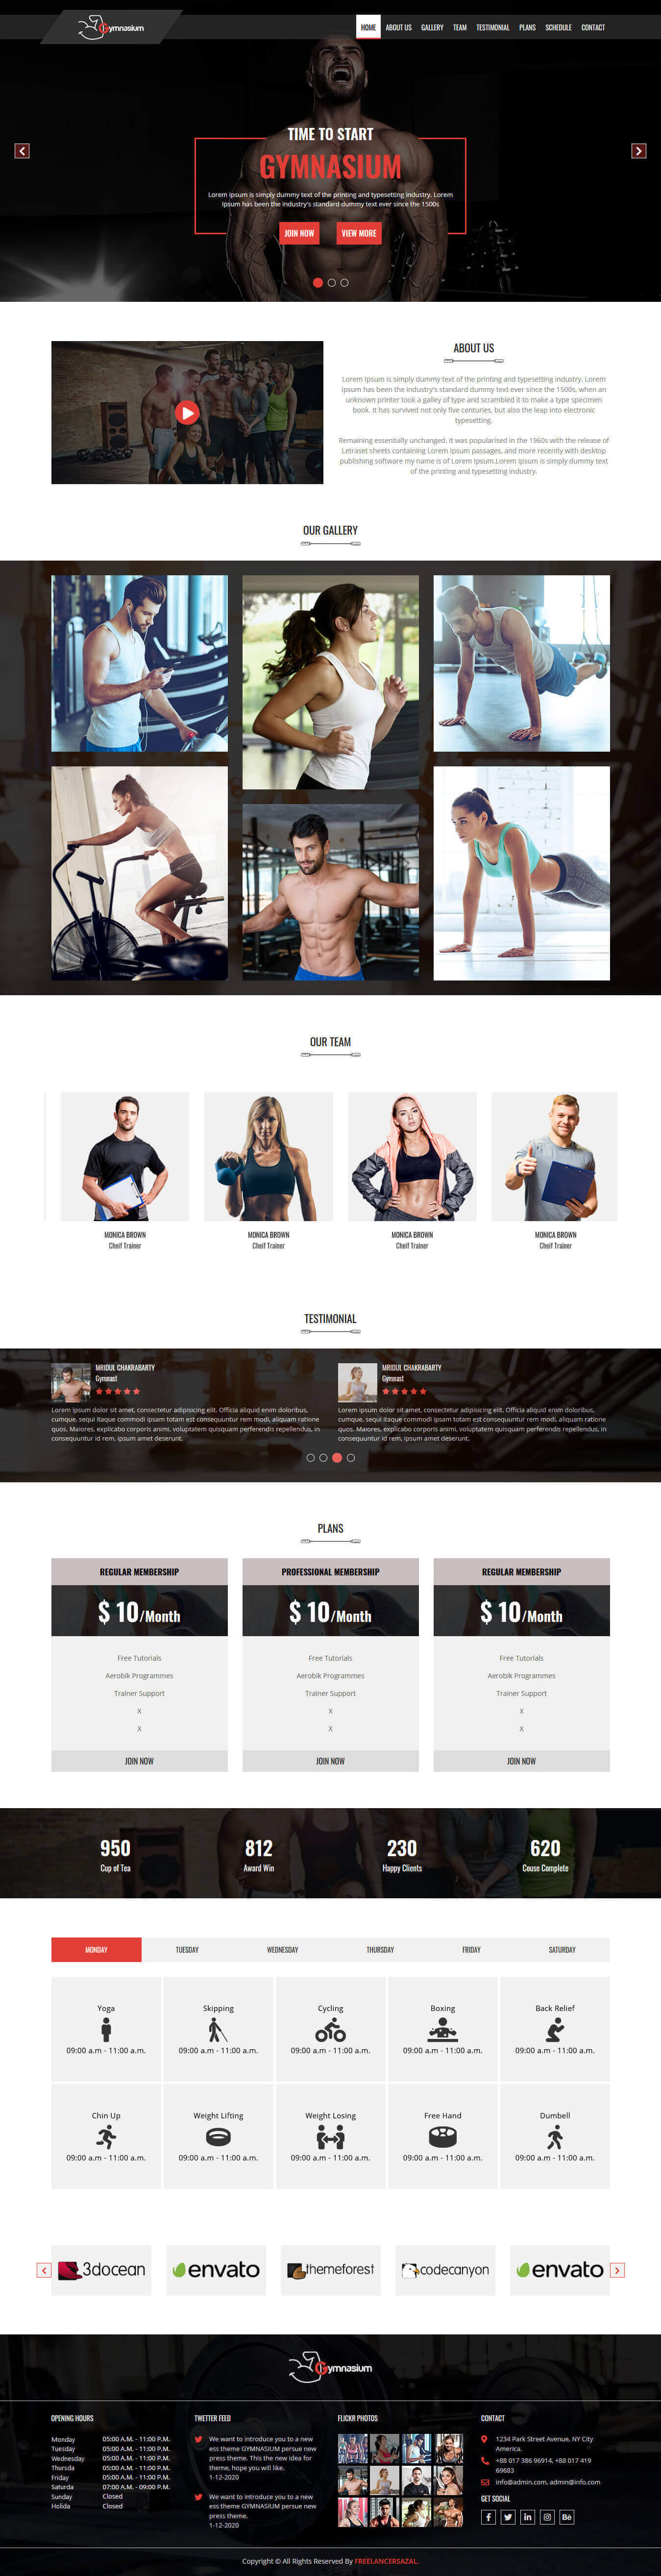 Gymnasium
HOME ABOUT US GALLERY TEAM TESTIMONIAL PLANS SCHEDULE CONTACT
TIME TO START
GYMNASIUM
Lorem Ipsum is simply dummy text of the printing and typesetting industry. Lorem
Ipsum has been the industry's standard dummy text ever since the 1500s
JOIN NOW VIEW MORE
ABOUT US
Lorem Ipsum is simply dummy text of the printing and typesetting industry. Lorem
Ipsum has been the industry's standard dummy text ever since the 1500s, when an
unknown printer took a galley of type and scrambled it to make a type specimen
book. It has survived not only five centuries, but also the leap into electronic
typesetting.
Remaining essentially unchanged. It was popularised in the 1960s with the release of
Letraset sheets containing Lorem Ipsum passages, and more recently with desktop
publishing software my name is of Lorem Ipsum.Lorem Ipsum is simply dummy text
of the printing and typesetting industry.
OUR GALLERY
OUR TEAM
MONICA BROWN
Cheif Trainer
MONICA BROWN
Cheif Trainer
MONICA BROWN
Cheif Trainer
MONICA BROWN
Cheif Trainer
TESTIMONIAL
MRIDUL CHAKRABARTY
Gymnast
Lorem ipsum dolor sit amet, consectetur adipisicing elit. Officia aliquid enim doloribus,
cumque, sequi itaque commodi ipsam totam est consequuntur rem modi, aliquam ratione
quos. Maiores, explicabo corporis animi, voluptatem quisquam perferendis repellendus, in
consequuntur id rem, ipsum amet deserunt.
MRIDUL CHAKRABARTY
Gymnast
Lorem ipsum dolor sit amet, consectetur adipisicing elit. Officia aliquid enim doloribus,
cumque, sequi itaque commodi ipsam totam est consequuntur rem modi, aliquam ratione
quos. Maiores, explicabo corporis animi, voluptatem quisquam perferendis repellendus, in
consequuntur id rem, ipsum amet deserunt.
PLANS
REGULAR MEMBERSHIP
$ 10/Month
Free Tutorials
Aerobik Programmes
Trainer Support
X
X
JOIN NOW
PROFESSIONAL MEMBERSHIP
$ 10/Month
Free Tutorials
Aerobik Programmes
Trainer Support
X
X
JOIN NOW
REGULAR MEMBERSHIP
$ 10/Month
Free Tutorials
Aerobik Programmes
Trainer Support
X
X
JOIN NOW
950
Cup of Tea
812
Award Win
230
Happy Clients
620
Couse Complete
MONDAY TUESDAY WEDNESDAY THURSDAY FRIDAY SATURDAY
Yoga
09:00 a.m - 11:00 a.m.
Skipping
09:00 a.m - 11:00 a.m.
Cycling
09:00 a.m - 11:00 a.m.
Boxing
09:00 a.m - 11:00 a.m.
Back Relief
09:00 a.m - 11:00 a.m.
Chin Up
09:00 a.m - 11:00 a.m.
Weight Lifting
09:00 a.m - 11:00 a.m.
Weight Losing
09:00 a.m - 11:00 a.m.
Free Hand
09:00 a.m - 11:00 a.m.
Dumbell
09:00 a.m - 11:00 a.m.
3docean envato themeforest codecanyon envato
Gymnasium
OPENING HOURS
Monday 05:00 A.M. - 11:00 P.M.
Tuesday 05:00 A.M. - 11:00 P.M.
Wednesday 05:00 A.M. - 11:00 P.M.
Thursda 05:00 A.M. - 11:00 P.M.
Friday 05:00 A.M. - 11:00 P.M.
Saturda 07:00 A.M. - 09:00 P.M.
Sunday Closed
Holida Closed
TWETTER FEED
We want to introduce you to a new
ess theme GYMNASIUM persue new
press theme. This the new idea for
theme, hope you will like.
1-12-2020
We want to introduce you to a new
ess theme GYMNASIUM persue new
press theme.
1-12-2020
FLICKR PHOTOS
CONTACT
1234 Park Street Avenue, NY City
America.
+88 017 386 96914, +88 017 419
69683
info@admin.com, admin@info.com
GET SOCIAL
Copyright © All Rights Reserved By FREELANCERSAZAL.